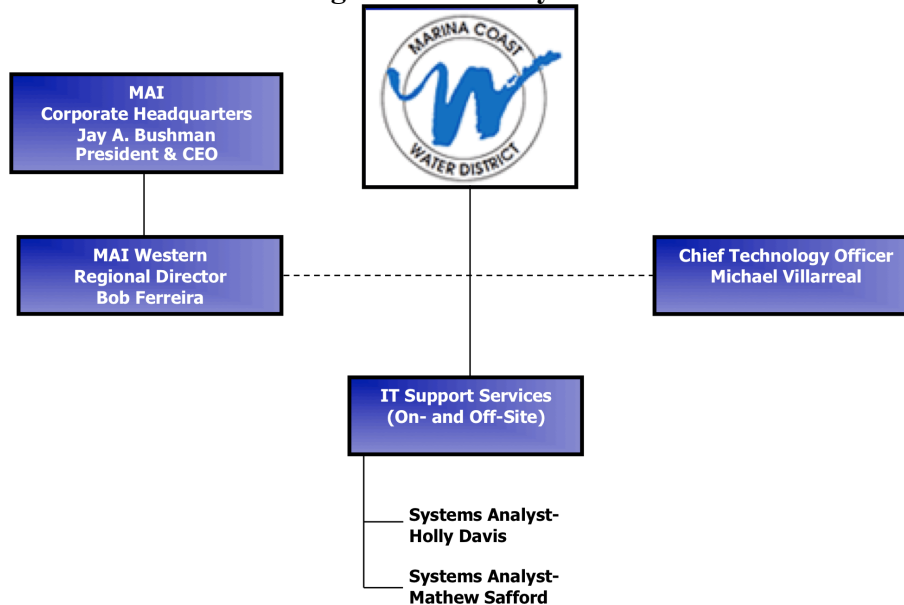 MARINA COAST
WATER DISTRICT
MAI
Corporate Headquarters
Jay A. Bushman
President & CEO
MAI Western
Regional Director
Bob Ferreira
Chief Technology Officer
Michael Villarreal
IT Support Services
(On- and Off-Site)
Systems Analyst-
Holly Davis
Systems Analyst-
Mathew Safford